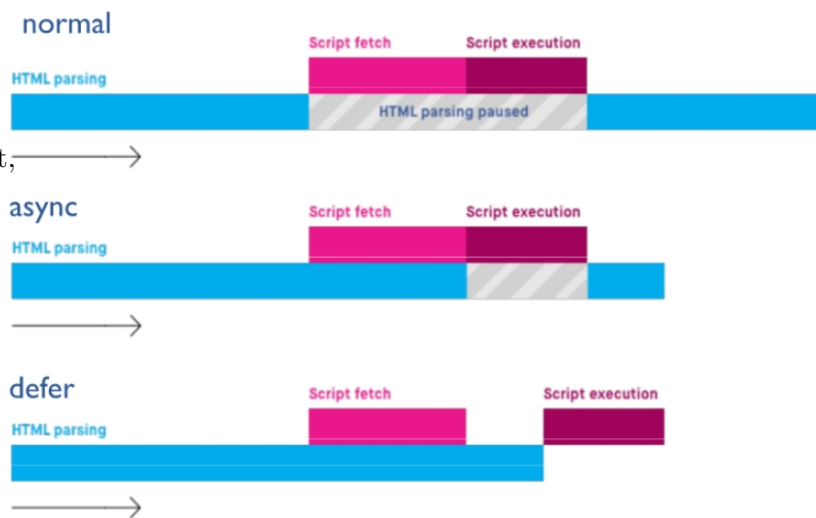 normal
Script fetch Script execution
HTML parsing
HTML parsing paused
t,
async
Script fetch Script execution
HTML parsing
defer
Script fetch Script execution
HTML parsing